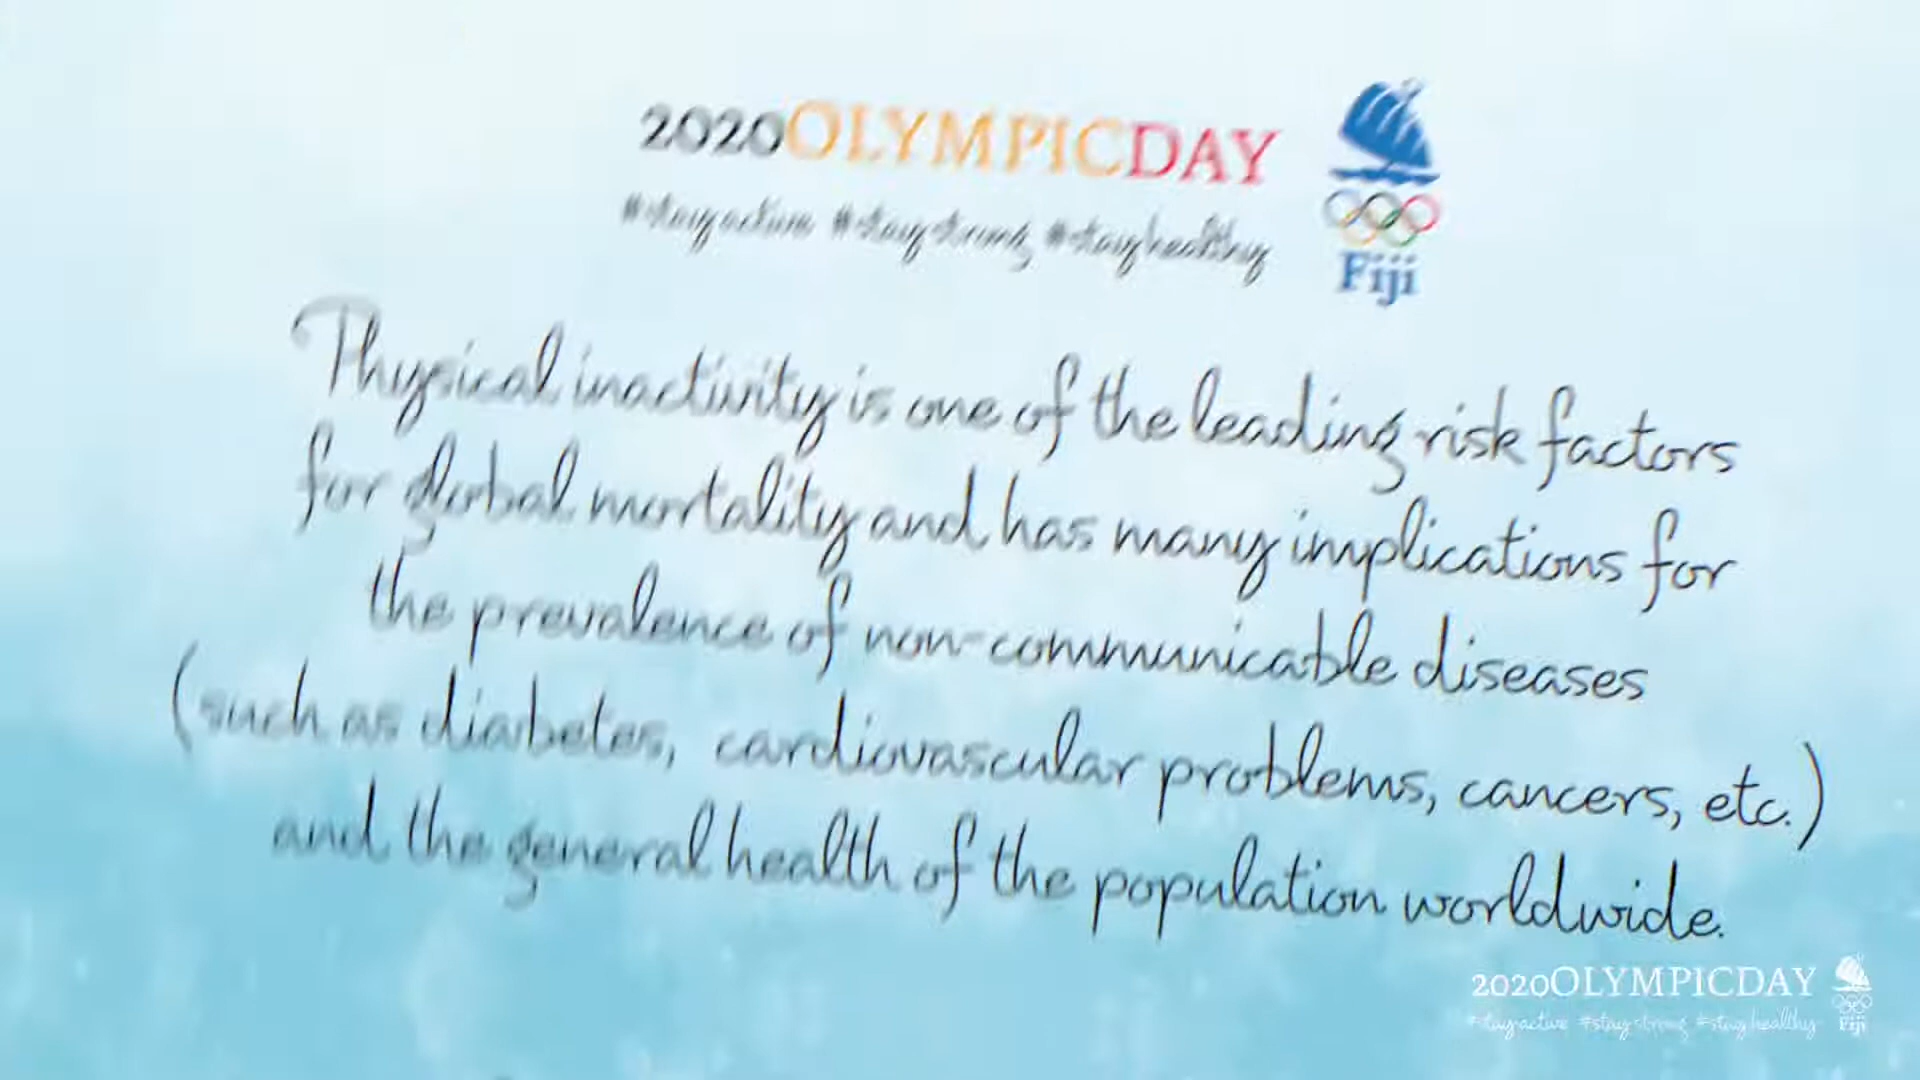 2020OLYMPICDAY
#stayactive #staystrong #stayhealthy
Fiji
Physical inactivity is one of the leading risk factors
for global mortality and has many implications for
the prevalence of non-communicable diseases
(such as diabetes, cardiovascular problems, cancers, etc.)
and the general health of the population worldwide.
2020OLYMPICDAY
#stayactive #staystrong #stayhealthy
Fiji